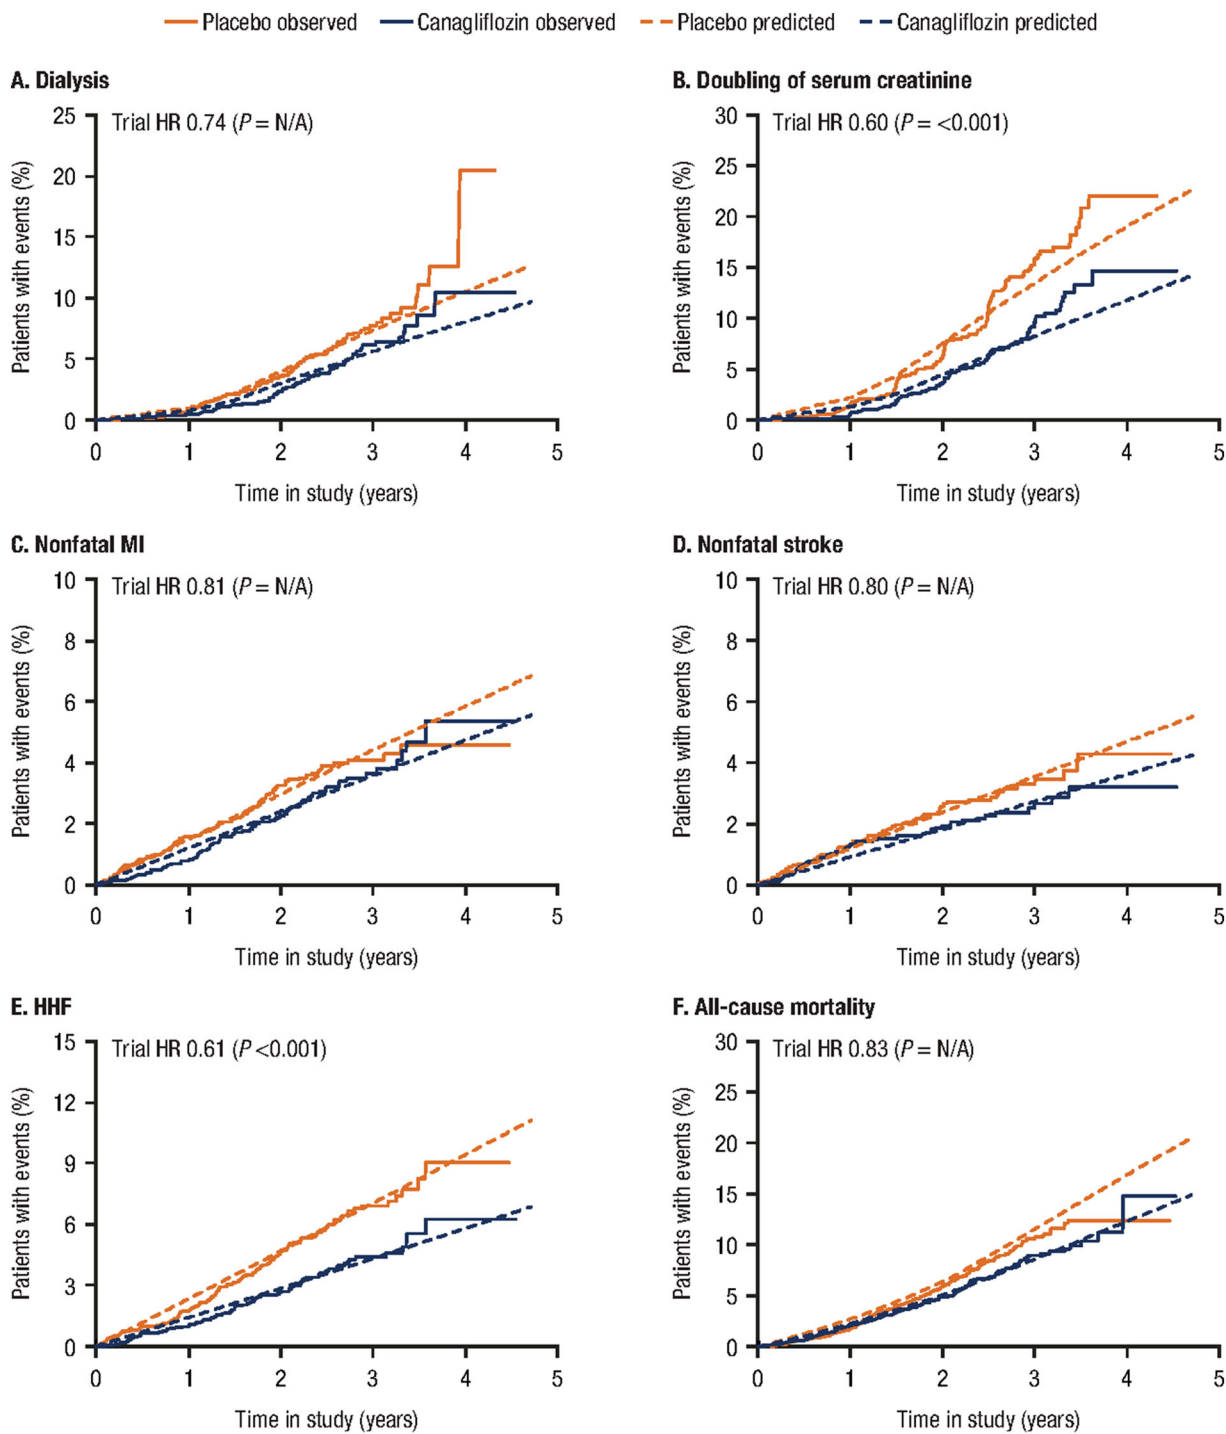 Placebo observed Canagliflozin observed Placebo predicted Canagliflozin predicted
A. Dialysis
Trial HR 0.74 (P = N/A)
Patients with events (%)
25
20
15
10
5
0
0 1 2 3 4 5
Time in study (years)
B. Doubling of serum creatinine
Trial HR 0.60 (P = <0.001)
Patients with events (%)
30
25
20
15
10
5
0
0 1 2 3 4 5
Time in study (years)
C. Nonfatal MI
Trial HR 0.81 (P = N/A)
Patients with events (%)
10
8
6
4
2
0
0 1 2 3 4 5
Time in study (years)
D. Nonfatal stroke
Trial HR 0.80 (P = N/A)
Patients with events (%)
10
8
6
4
2
0
0 1 2 3 4 5
Time in study (years)
E. HHF
Trial HR 0.61 (P <0.001)
Patients with events (%)
15
12
9
6
3
0
0 1 2 3 4 5
Time in study (years)
F. All-cause mortality
Trial HR 0.83 (P = N/A)
Patients with events (%)
30
25
20
15
10
5
0
0 1 2 3 4 5
Time in study (years)